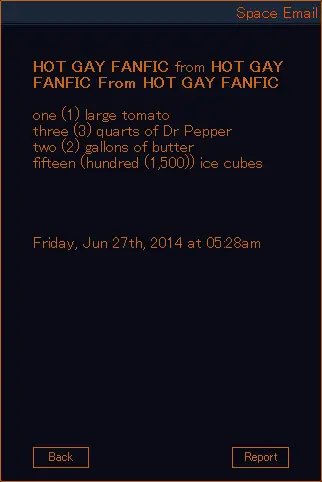 Space Email
HOT GAY FANFIC from HOT GAY
FANFIC From HOT GAY FANFIC
one (1) large tomato
three (3) quarts of Dr Pepper
two (2) gallons of butter
fifteen (hundred (1,500)) ice cubes
Friday, Jun 27th, 2014 at 05:28am
Back
Report